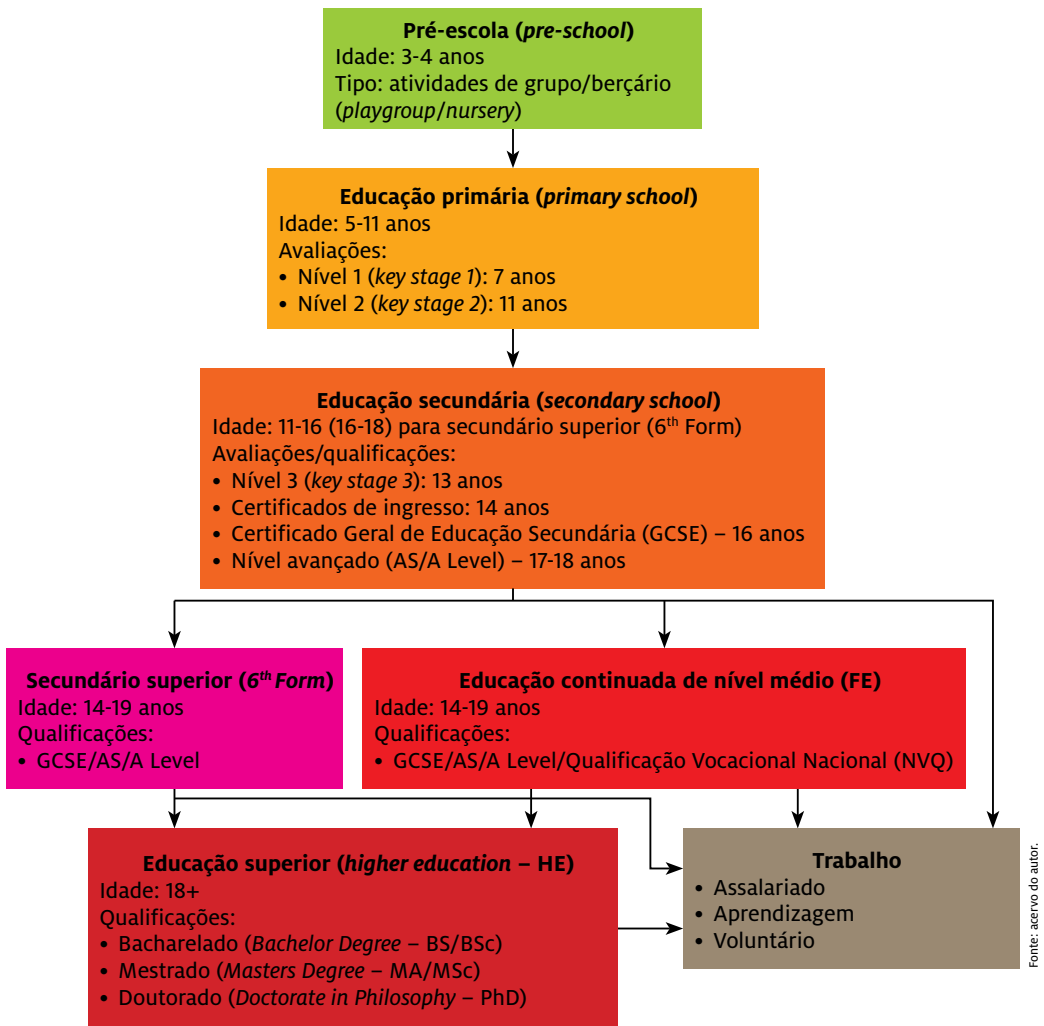 Pré-escola (pre-school)
Idade: 3-4 anos
Tipo: atividades de grupo/berçário
(playgroup/nursery)
Educação primária (primary school)
Idade: 5-11 anos
Avaliações:
• Nível 1 (key stage 1): 7 anos
• Nível 2 (key stage 2): 11 anos
Educação secundária (secondary school)
Idade: 11-16 (16-18) para secundário superior (6th Form)
Avaliações/qualificações:
• Nível 3 (key stage 3): 13 anos
• Certificados de ingresso: 14 anos
• Certificado Geral de Educação Secundária (GCSE) – 16 anos
• Nível avançado (AS/A Level) – 17-18 anos
Secundário superior (6th Form)
Idade: 14-19 anos
Qualificações:
• GCSE/AS/A Level
Educação continuada de nível médio (FE)
Idade: 14-19 anos
Qualificações:
• GCSE/AS/A Level/Qualificação Vocacional Nacional (NVQ)
Educação superior (higher education – HE)
Idade: 18+
Qualificações:
• Bacharelado (Bachelor Degree – BS/BSc)
• Mestrado (Masters Degree – MA/MSc)
• Doutorado (Doctorate in Philosophy – PhD)
Trabalho
• Assalariado
• Aprendizagem
• Voluntário
Fonte: acervo do autor.